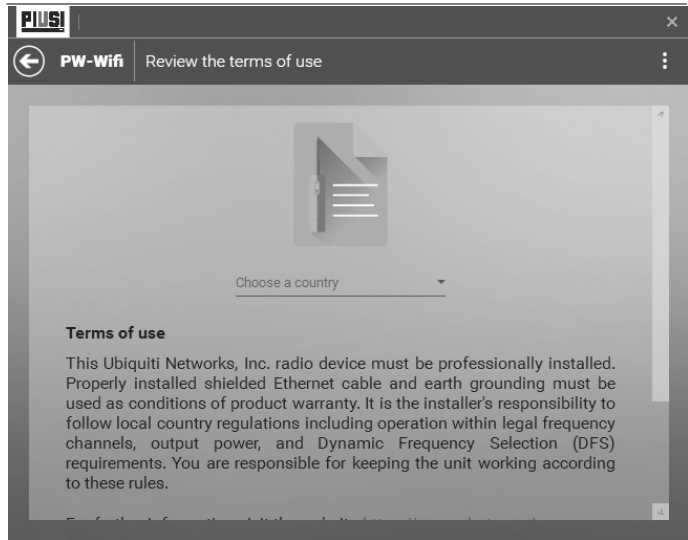 PIUSI
PW-Wifi Review the terms of use
Choose a country
Terms of use
This Ubiquiti Networks, Inc. radio device must be professionally installed.
Properly installed shielded Ethernet cable and earth grounding must be
used as conditions of product warranty. It is the installer's responsibility to
follow local country regulations including operation within legal frequency
channels, output power, and Dynamic Frequency Selection (DFS)
requirements. You are responsible for keeping the unit working according
to these rules.